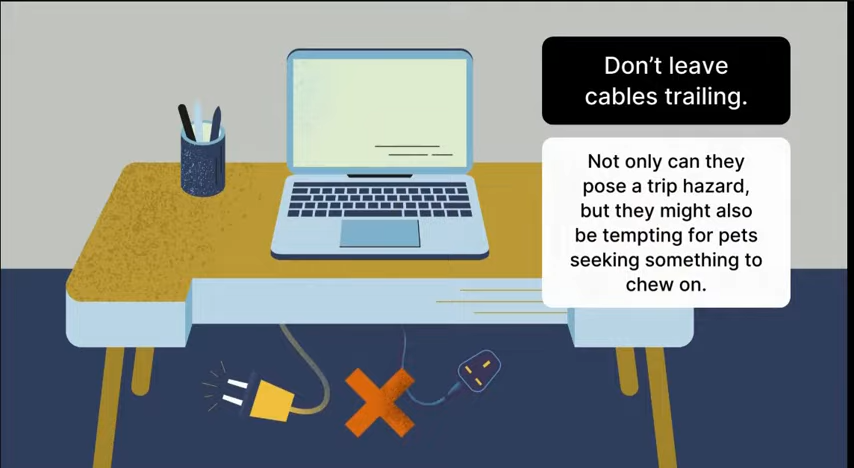 Don’t leave
cables trailing.
Not only can they
pose a trip hazard,
but they might also
be tempting for pets
seeking something to
chew on.